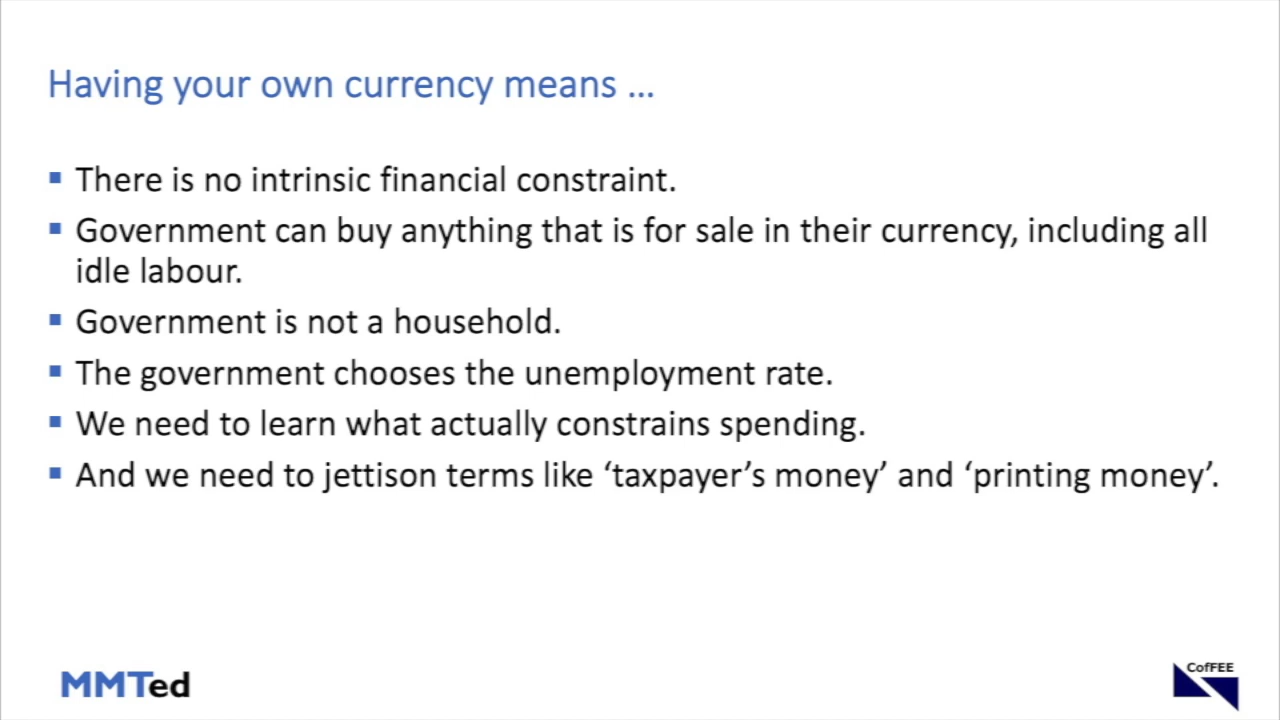 Having your own currency means ...
▪ There is no intrinsic financial constraint.
▪ Government can buy anything that is for sale in their currency, including all
idle labour.
▪ Government is not a household.
▪ The government chooses the unemployment rate.
▪ We need to learn what actually constrains spending.
▪ And we need to jettison terms like ‘taxpayer’s money’ and ‘printing money’.
MMTed
CofFEE